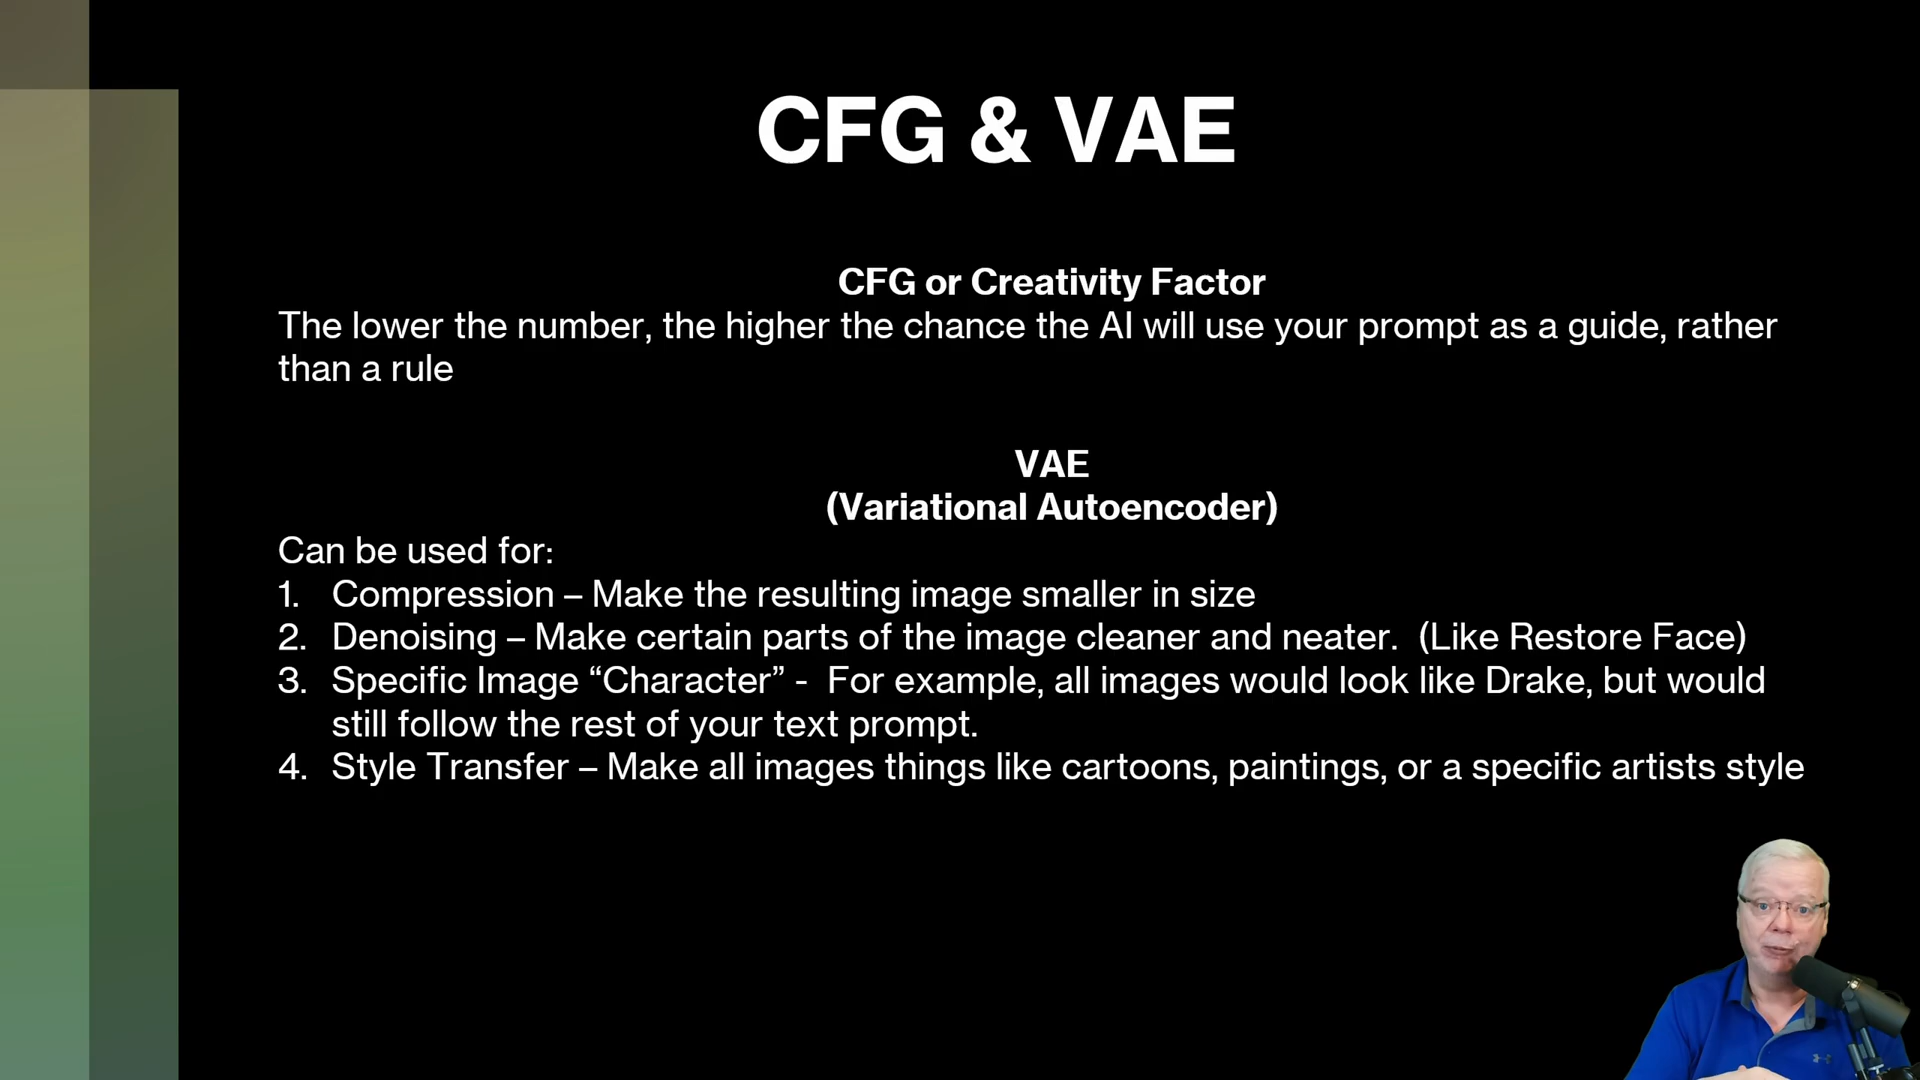 CFG & VAE
CFG or Creativity Factor
The lower the number, the higher the chance the AI will use your prompt as a guide, rather
than a rule
VAE
(Variational Autoencoder)
Can be used for:
1. Compression – Make the resulting image smaller in size
2. Denoising – Make certain parts of the image cleaner and neater.  (Like Restore Face)
3. Specific Image “Character” -  For example, all images would look like Drake, but would
still follow the rest of your text prompt.
4. Style Transfer – Make all images things like cartoons, paintings, or a specific artists style